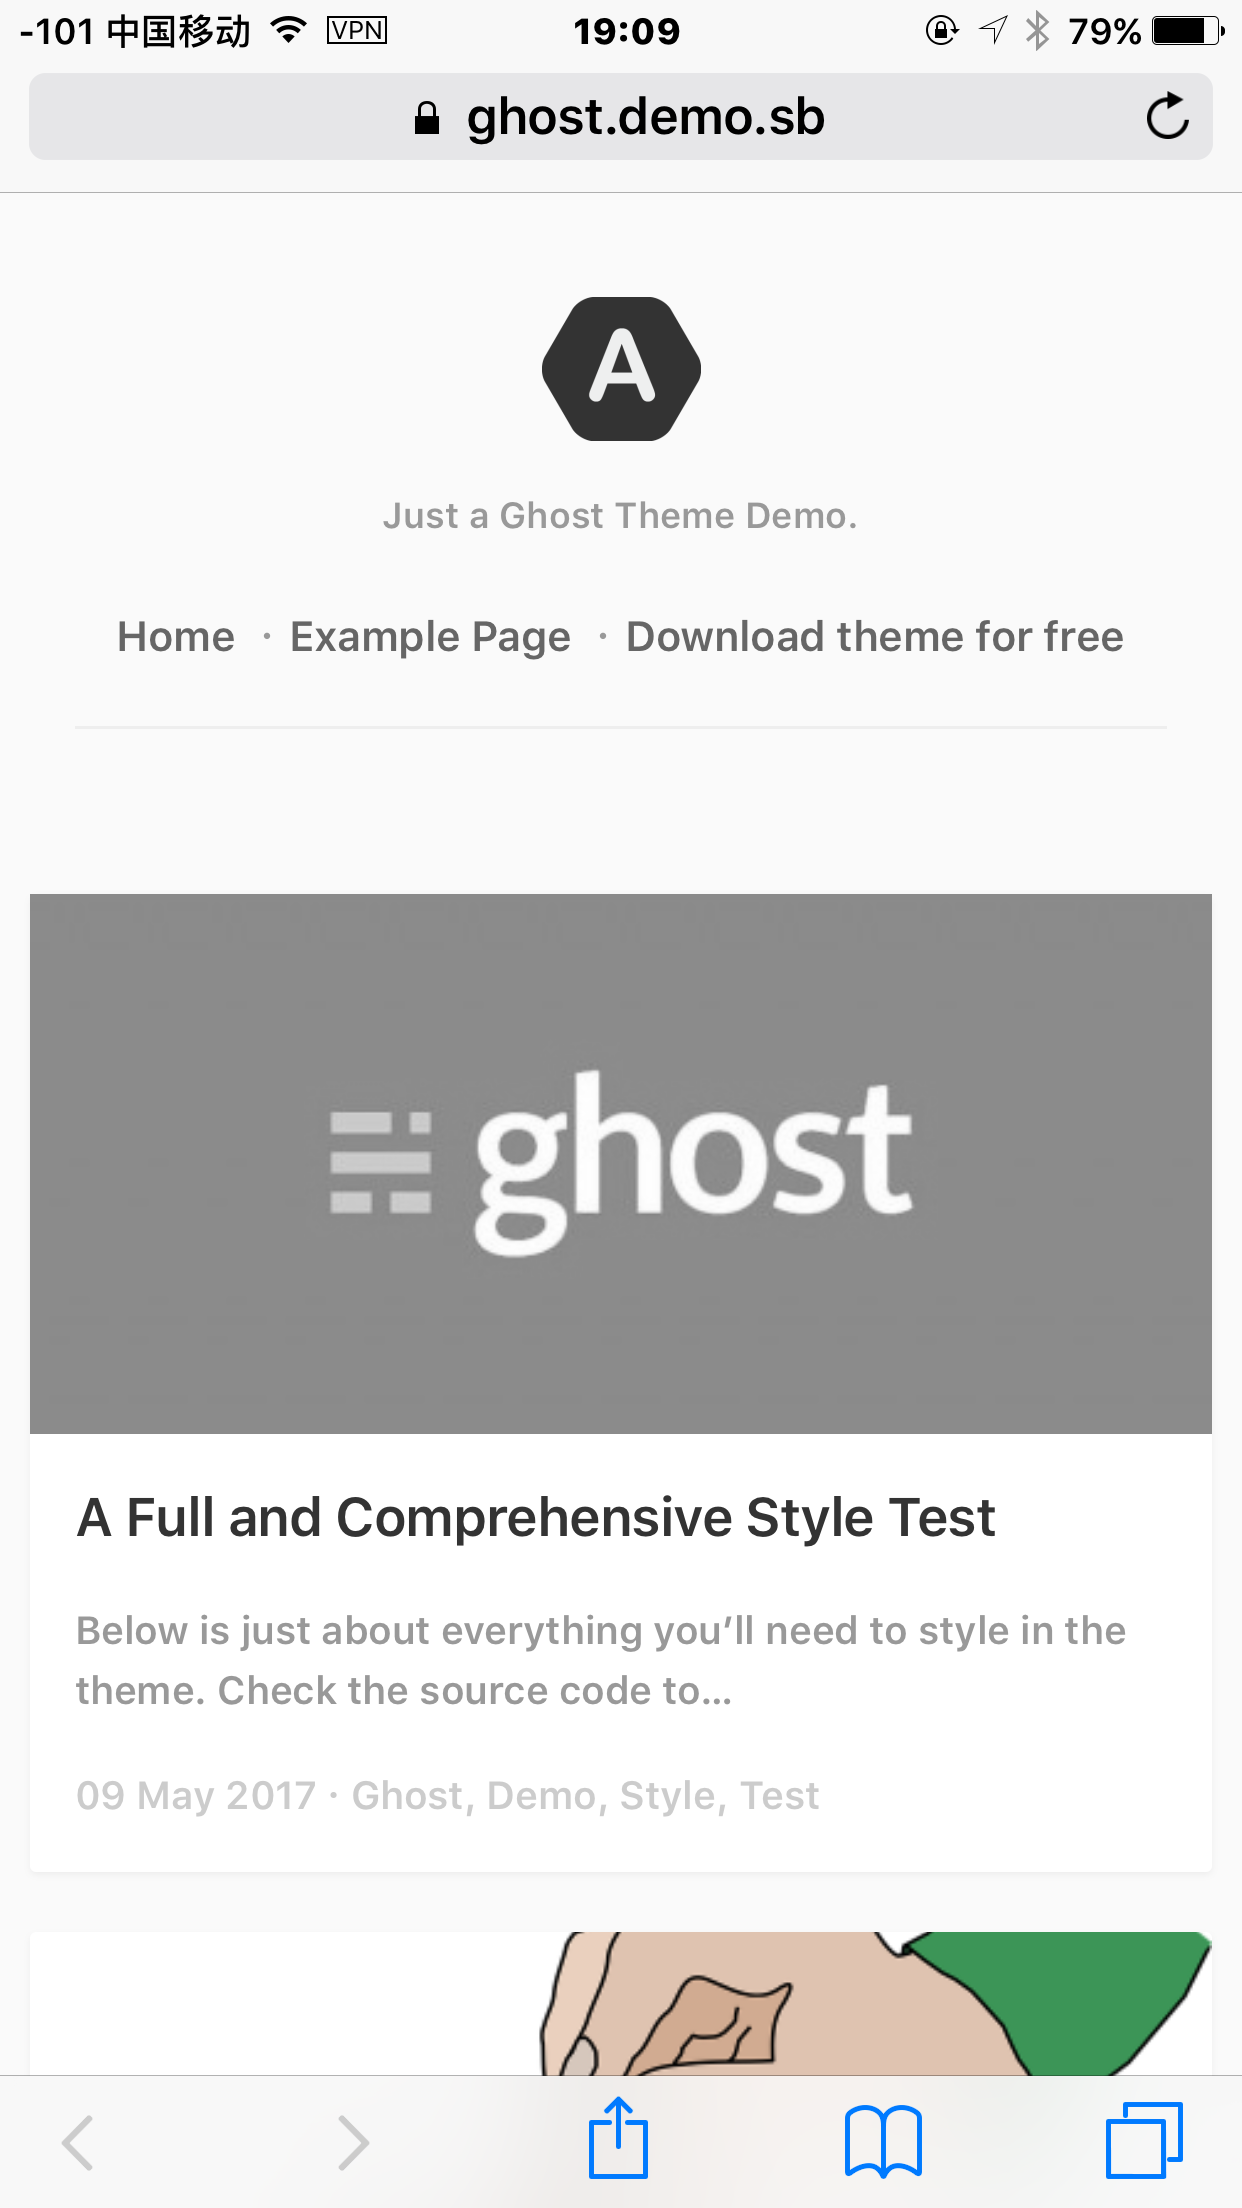 -101 中国移动 VPN 19:09 79%
ghost.demo.sb
A
Just a Ghost Theme Demo.
Home · Example Page · Download theme for free
ghost
A Full and Comprehensive Style Test
Below is just about everything you’ll need to style in the
theme. Check the source code to...
09 May 2017 · Ghost, Demo, Style, Test